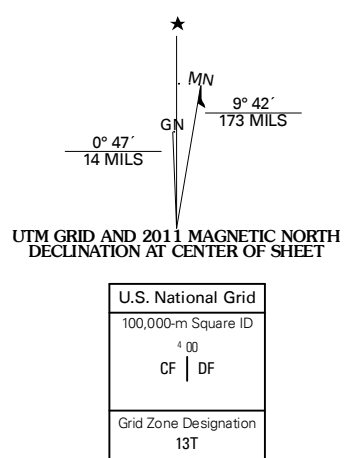 ★
MN
GN
9° 42´
173 MILS
0° 47´
14 MILS
UTM GRID AND 2011 MAGNETIC NORTH
DECLINATION AT CENTER OF SHEET
U.S. National Grid
100,000-m Square ID
4 00
CF | DF
Grid Zone Designation
13T